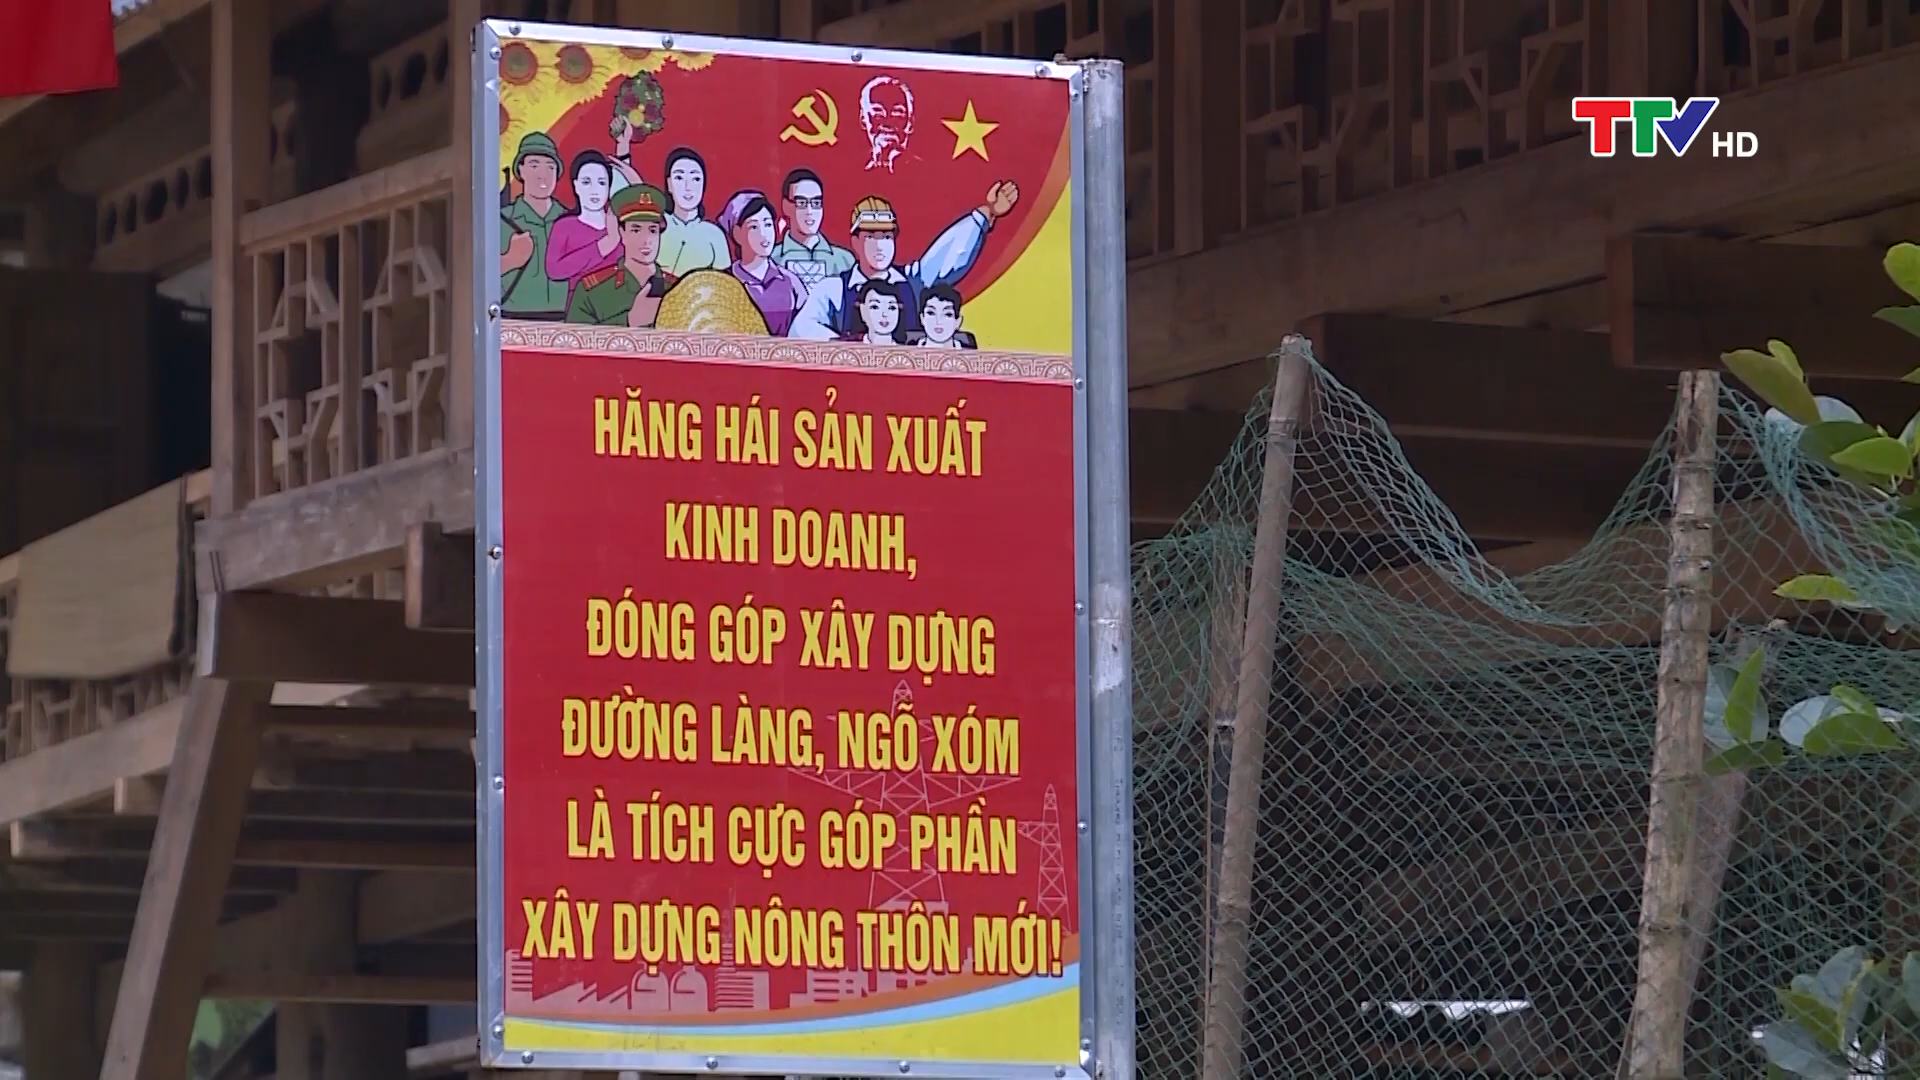 TTV HD
HĂNG HÁI SẢN XUẤT
KINH DOANH,
ĐÓNG GÓP XÂY DỰNG
ĐƯỜNG LÀNG, NGÕ XÓM
LÀ TÍCH CỰC GÓP PHẦN
XÂY DỰNG NÔNG THÔN MỚI!